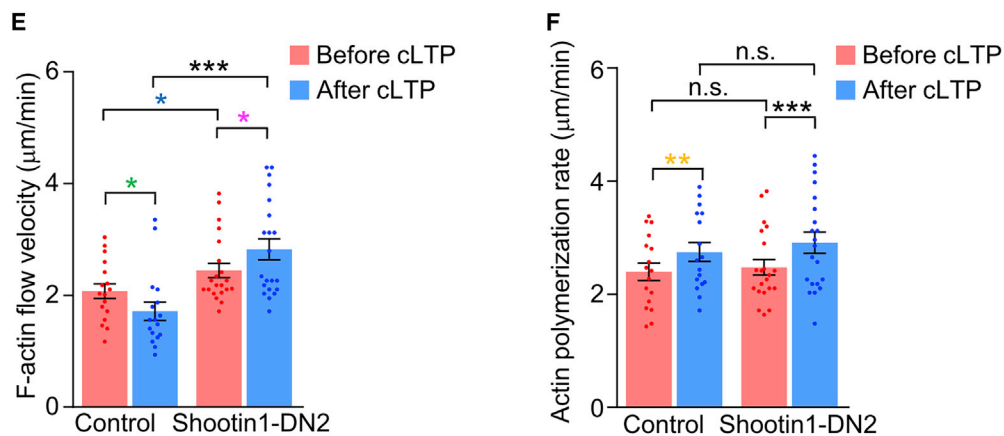 E
F-actin flow velocity (μm/min)
6
4
2
0
Before cLTP
After cLTP
***
*
*
*
Control
Shootin1-DN2
F
Actin polymerization rate (μm/min)
6
4
2
0
Before cLTP
After cLTP
n.s.
n.s.
***
**
Control
Shootin1-DN2